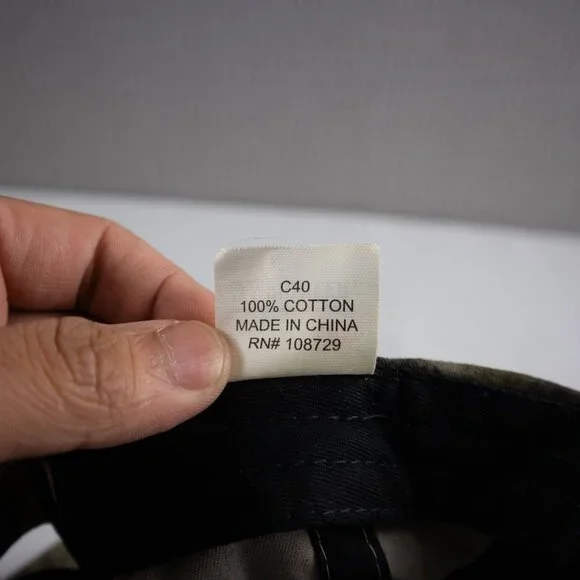 C40
100% COTTON
MADE IN CHINA
RN# 108729